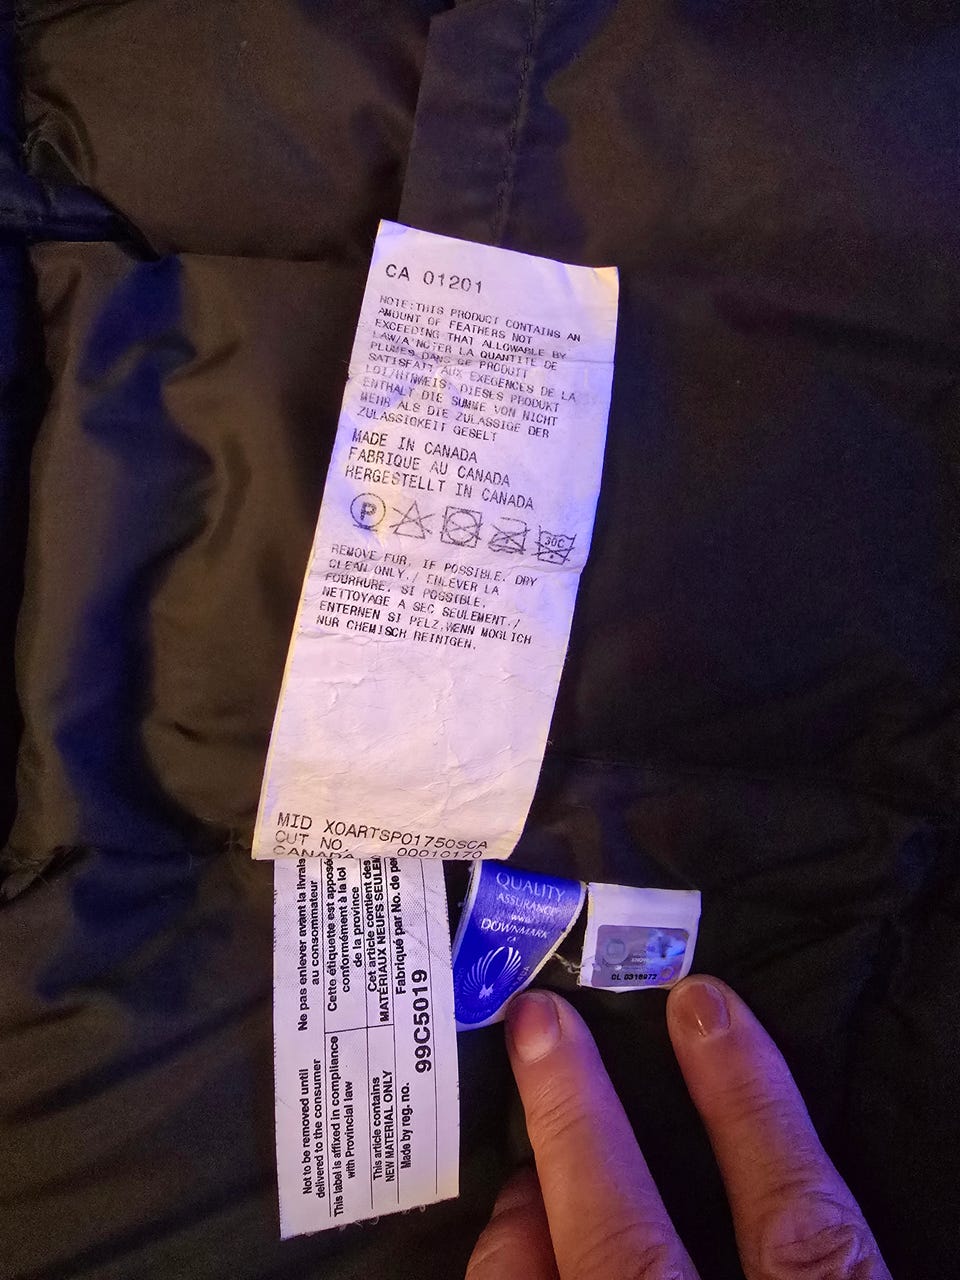 CA 01201
NOTE:THIS PRODUCT CONTAINS AN
AMOUNT OF FEATHERS NOT
EXCEEDING THAT ALLOWABLE BY
LAW/A NOTER LA QUANTITE DE
PLUMES DANS CE PRODUIT
SATISFAIT AUX EXEGENCES DE LA
LOI/HINWEIS: DIESES PRODUKT
ENTHALT DIE SUMME VON NICHT
MEHR ALS DIE ZULASSIGE DER
ZULASSIGKEIT GESELT
MADE IN CANADA
FABRIQUE AU CANADA
HERGESTELLT IN CANADA
P
30C
REMOVE FUR, IF POSSIBLE. DRY
CLEAN ONLY./ ENLEVER LA
FOURRURE, SI POSSIBLE.
NETTOYAGE A SEC SEULEMENT./
ENTERNEN SI PELZ,WENN MOGLICH
NUR CHEMISCH REINIGEN.
MID XOARTSP01750SCA
CUT NO. 00010170
CANADA
Not to be removed until
delivered to the consumer
Ne pas enlever avant la livrais
au consommateur
This label is affixed in compliance
with Provincial law
Cette étiquette est apposé
conformément à la loi
de la province
This article contains
NEW MATERIAL ONLY
Cet article contient des
MATÉRIAUX NEUFS SEULEM
Made by reg. no.
Fabriqué par No. de pe
99C5019
QUALITY
ASSURANCE
WWW.
DOWNMARK
.CA